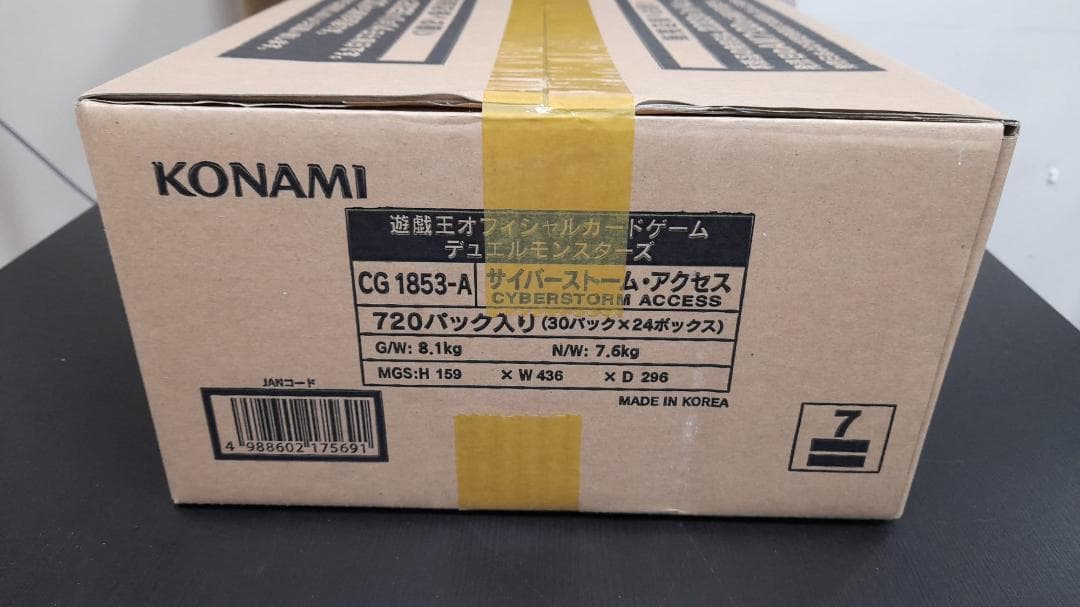 KONAMI
遊戯王オフィシャルカードゲーム
デュエルモンスターズ
CG 1853-A サイバーストーム・アクセス
CYBERSTORM ACCESS
720パック入り(30パック×24ボックス)
G/W: 8.1kg N/W: 7.6kg
MGS:H 159 × W 436 × D 296
MADE IN KOREA
JANコード
4 988602 175691
7